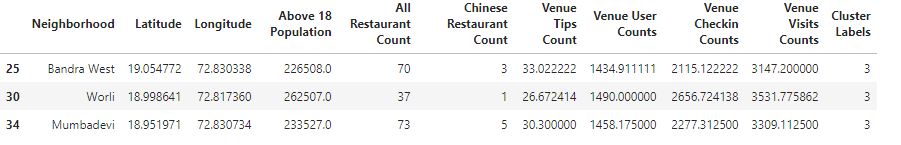 Neighborhood Latitude Longitude Above 18 Population All Restaurant Count Chinese Restaurant Count Venue Tips Count Venue User Counts Venue Checkin Counts Venue Visits Counts Cluster Labels
25 Bandra West 19.054772 72.830338 226508.0 70 3 33.022222 1434.911111 2115.122222 3147.200000 3
30 Worli 18.998641 72.817360 262507.0 37 1 26.672414 1490.000000 2656.724138 3531.775862 3
34 Mumbadevi 18.951971 72.830734 233527.0 73 5 30.300000 1458.175000 2277.312500 3309.112500 3